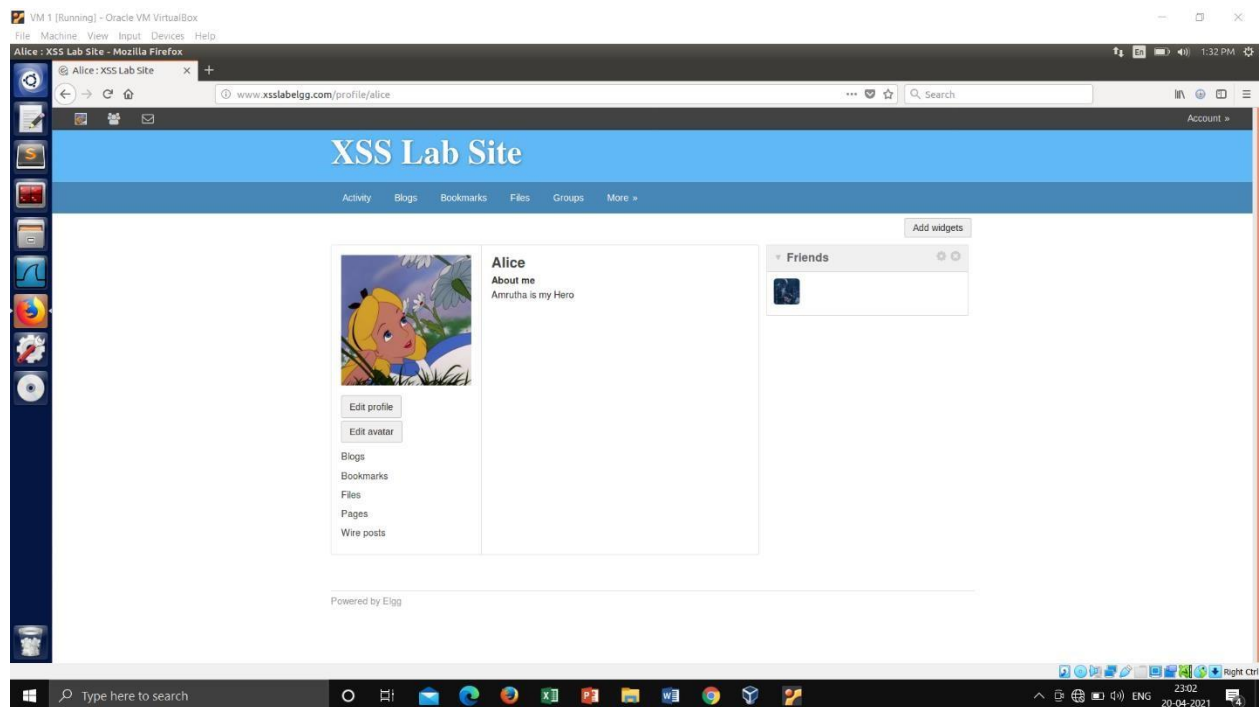 VM 1 [Running] - Oracle VM VirtualBox
File Machine View Input Devices Help
Alice : XSS Lab Site - Mozilla Firefox
En 1:32 PM
Alice : XSS Lab Site
www.xsslabelgg.com/profile/alice
Search
Account »
XSS Lab Site
Activity Blogs Bookmarks Files Groups More »
Add widgets
Alice
About me
Amrutha is my Hero
Friends
Edit profile
Edit avatar
Blogs
Bookmarks
Files
Pages
Wire posts
Powered by Elgg
Right Ctrl
Type here to search
ENG
23:02
20-04-2021
4